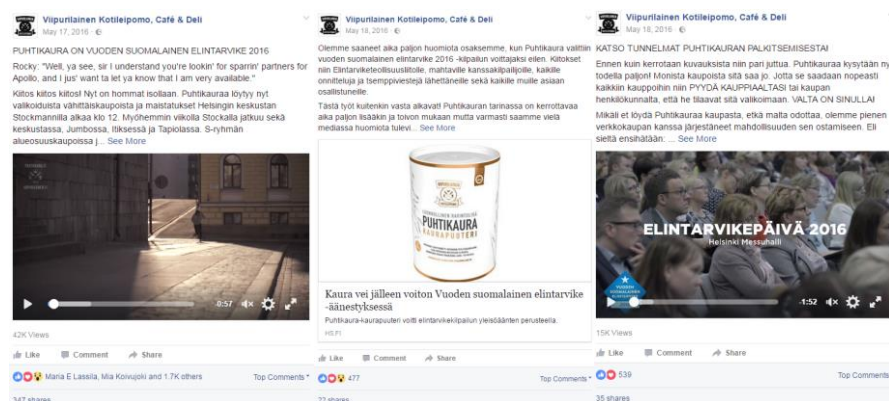 Viipurilainen Kotileipomo, Café & Deli
May 17, 2016
PUHTIKAURA ON VUODEN SUOMALAINEN ELINTARVIKE 2016
Rocky: "Well, ya see, sir I understand you're lookin' for sparrin' partners for
Apollo, and I jus' want ta let ya know that I am very available."
Kiitos kiitos kiitos! Nyt on hommat isollaan. Puhtikauraa löytyy nyt
valikoiduista vähittäiskaupoista ja maistatukset Helsingin keskustan
Stockmannilla alkaa klo 12. Myöhemmin viikolla Stockalla jatkuu sekä
keskustassa, Jumbossa, Itiksessä ja Tapiolassa. S-ryhmän
alueosuuskaupoissa j... See More
-0:57
42K Views
Like Comment Share
Maria E Lassila, Mia Koivujoki and 1.7K others
Top Comments
347 shares
Viipurilainen Kotileipomo, Café & Deli
May 18, 2016
Olemme saaneet aika paljon huomiota osaksemme, kun Puhtikaura valittiin
vuoden suomalainen elintarvike 2016 -kilpailun voittajaksi eilen. Kiitokset
niin Elintarviketeollisuusliitolle, mahtaville kanssakilpailijoille, kaikille
onnitteluja ja tsemppiviestejä lähettäneille sekä kaikille muille asiaan
osallistuneille.
Tästä työt kuitenkin vasta alkavat! Puhtikauran tarinassa on kerrottavaa
aika paljon lisääkin ja toivon mukaan mutta varmasti saamme vielä
mediassa huomiota tulevi... See More
PUHTIKAURA
KAURAPUUTERI
Kaura vei jälleen voiton Vuoden suomalainen elintarvike
-äänestyksessä
Puhtikaura-kaurapuuteri voitti elintarvikekilpailun yleisöäänten perusteella.
HS.FI
Like Comment Share
477
Top Comments
22 shares
Viipurilainen Kotileipomo, Café & Deli
May 18, 2016
KATSO TUNNELMAT PUHTIKAURAN PALKITSEMISESTA!
Ennen kuin kerrotaan kuvauksista niin pari juttua. Puhtikauraa kysytään ny
todella paljon! Monista kaupoista sitä saa jo. Jotta se saadaan nopeasti
kaikkiin kauppoihin niin PYYDÄ KAUPPIAALTASI tai kaupan
henkilökunnalta, että he tilaavat sitä valikoimaan. VALTA ON SINULLA!
Mikäli et löydä Puhtikauraa kaupasta, etkä malta odottaa, olemme pienen
verkkokaupan kanssa järjestäneet mahdollisuuden sen ostamiseen. Eli
sieltä ensihätään: ... See More
ELINTARVIKEPÄIVÄ 2016
Helsinki Messuhalli
-1:52
15K Views
Like Comment Share
539
Top Comments
35 shares